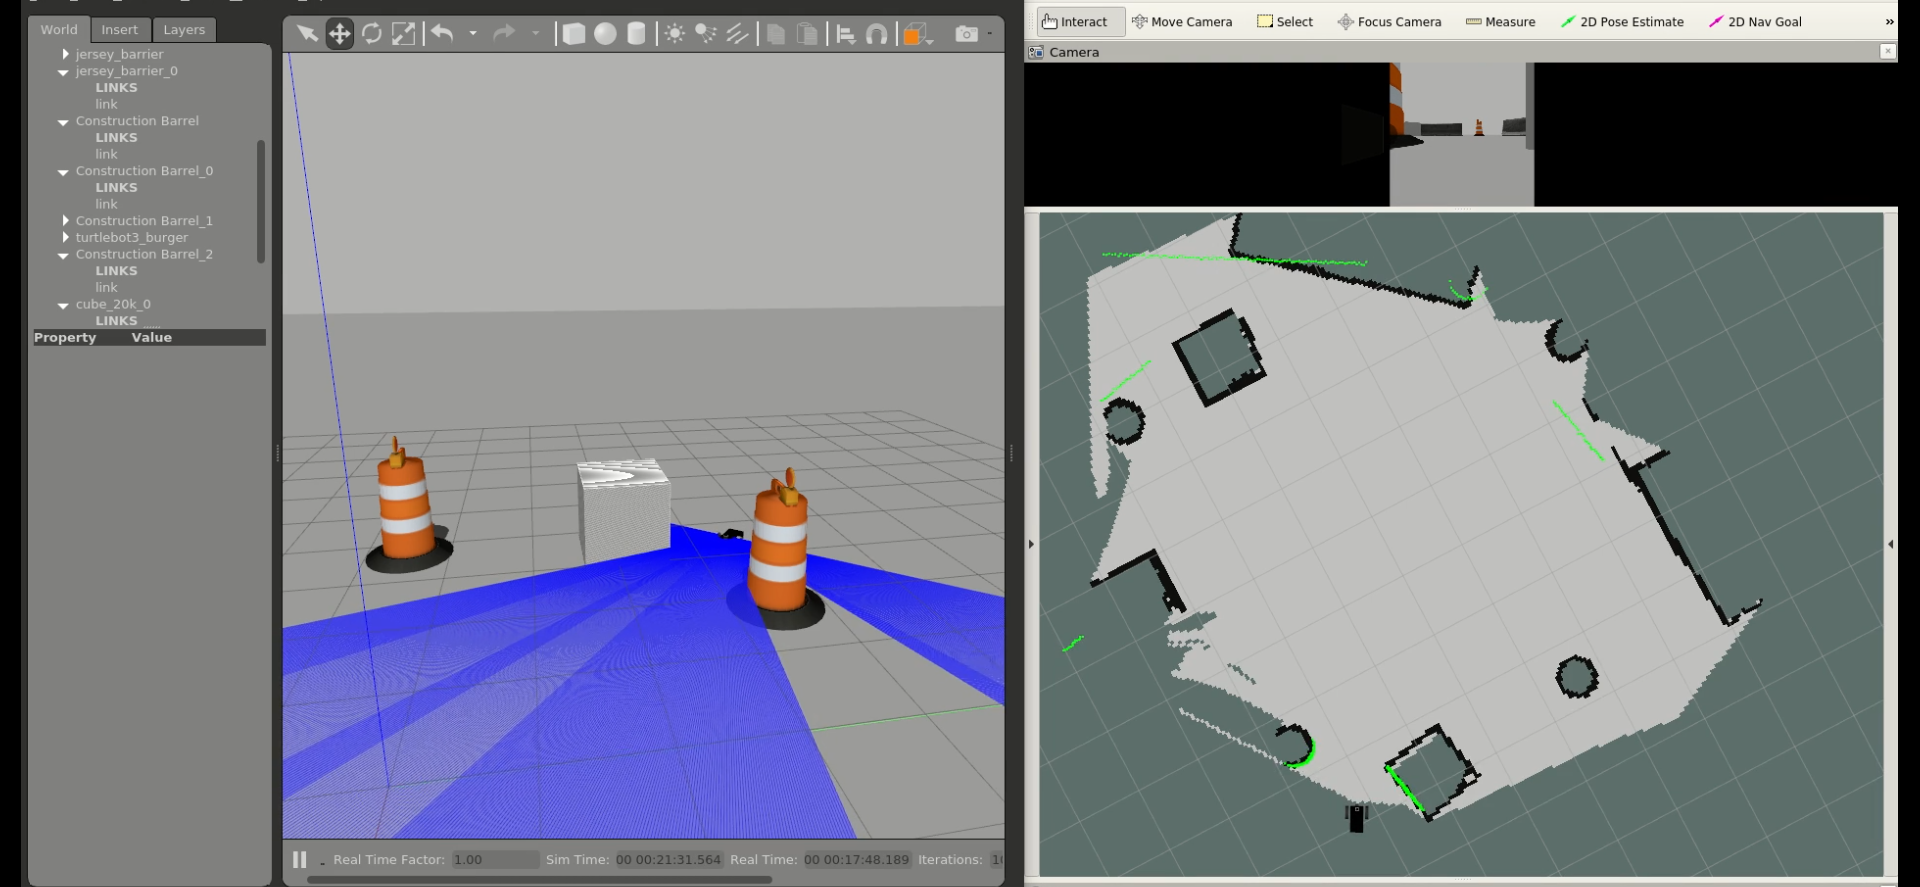 World Insert Layers
jersey_barrier
jersey_barrier_0
LINKS
link
Construction Barrel
LINKS
link
Construction Barrel_0
LINKS
link
Construction Barrel_1
turtlebot3_burger
Construction Barrel_2
LINKS
link
cube_20k_0
LINKS
Property Value
Real Time Factor: 1.00 Sim Time: 00 00:21:31.564 Real Time: 00 00:17:48.189 Iterations:
Interact Move Camera Select Focus Camera Measure 2D Pose Estimate 2D Nav Goal »
Camera